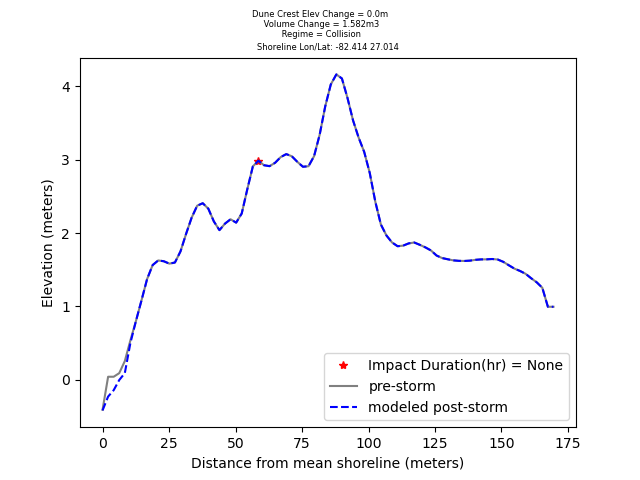 Dune Crest Elev Change = 0.0m
Volume Change = 1.582m3
Regime = Collision
Shoreline Lon/Lat: -82.414 27.014
Elevation (meters)
4
3
2
1
0
Impact Duration(hr) = None
pre-storm
modeled post-storm
0 25 50 75 100 125 150 175
Distance from mean shoreline (meters)